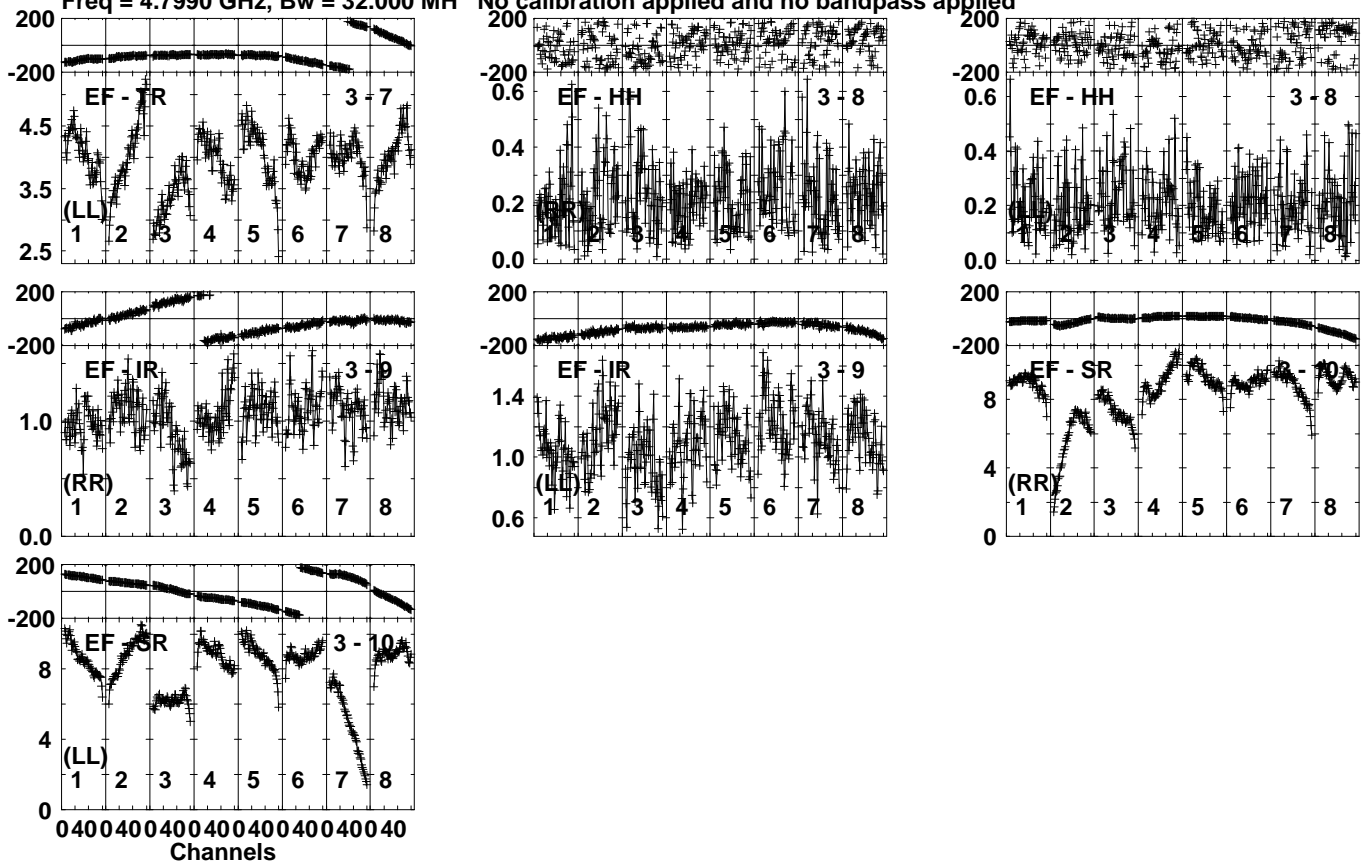 Freq = 4.7990 GHz, Bw = 32.000 MH No calibration applied and no bandpass applied
200
-200
EF - TR 3 - 7
4.5
3.5
2.5
(LL)
1 2 3 4 5 6 7 8
200
-200
EF - HH 3 - 8
0.6
0.4
0.2
0.0
(RR)
1 2 3 4 5 6 7 8
200
-200
EF - HH 3 - 8
0.6
0.4
0.2
0.0
(LL)
1 2 3 4 5 6 7 8
200
-200
EF - IR 3 - 9
1.0
0.0
(RR)
1 2 3 4 5 6 7 8
200
-200
EF - IR 3 - 9
1.4
1.0
0.6
(LL)
1 2 3 4 5 6 7 8
200
-200
EF - SR 3 - 10
8
4
0
(RR)
1 2 3 4 5 6 7 8
200
-200
EF - SR 3 - 10
8
4
0
(LL)
1 2 3 4 5 6 7 8
0 40 0 40 0 40 0 40 0 40 0 40 0 40 0 40
Channels